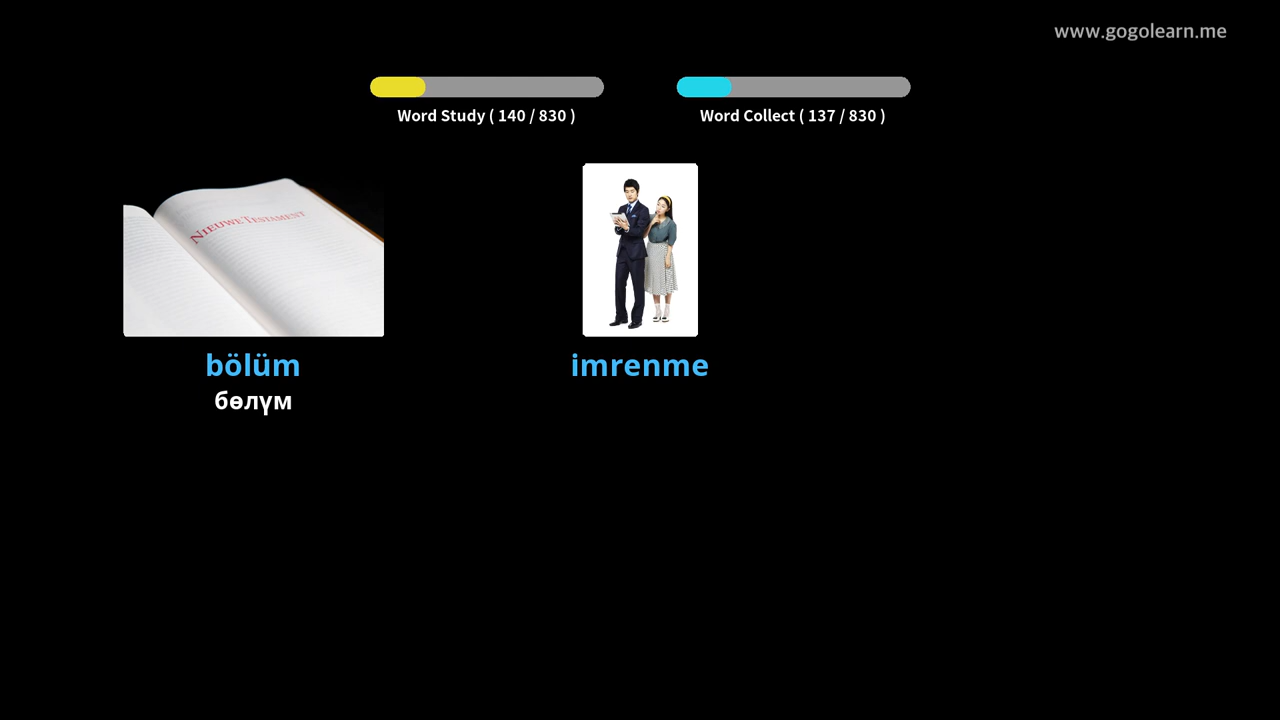 www.gogolearn.me
Word Study ( 140 / 830 )
Word Collect ( 137 / 830 )
NIEUWE TESTAMENT
bölüm
бөлүм
imrenme